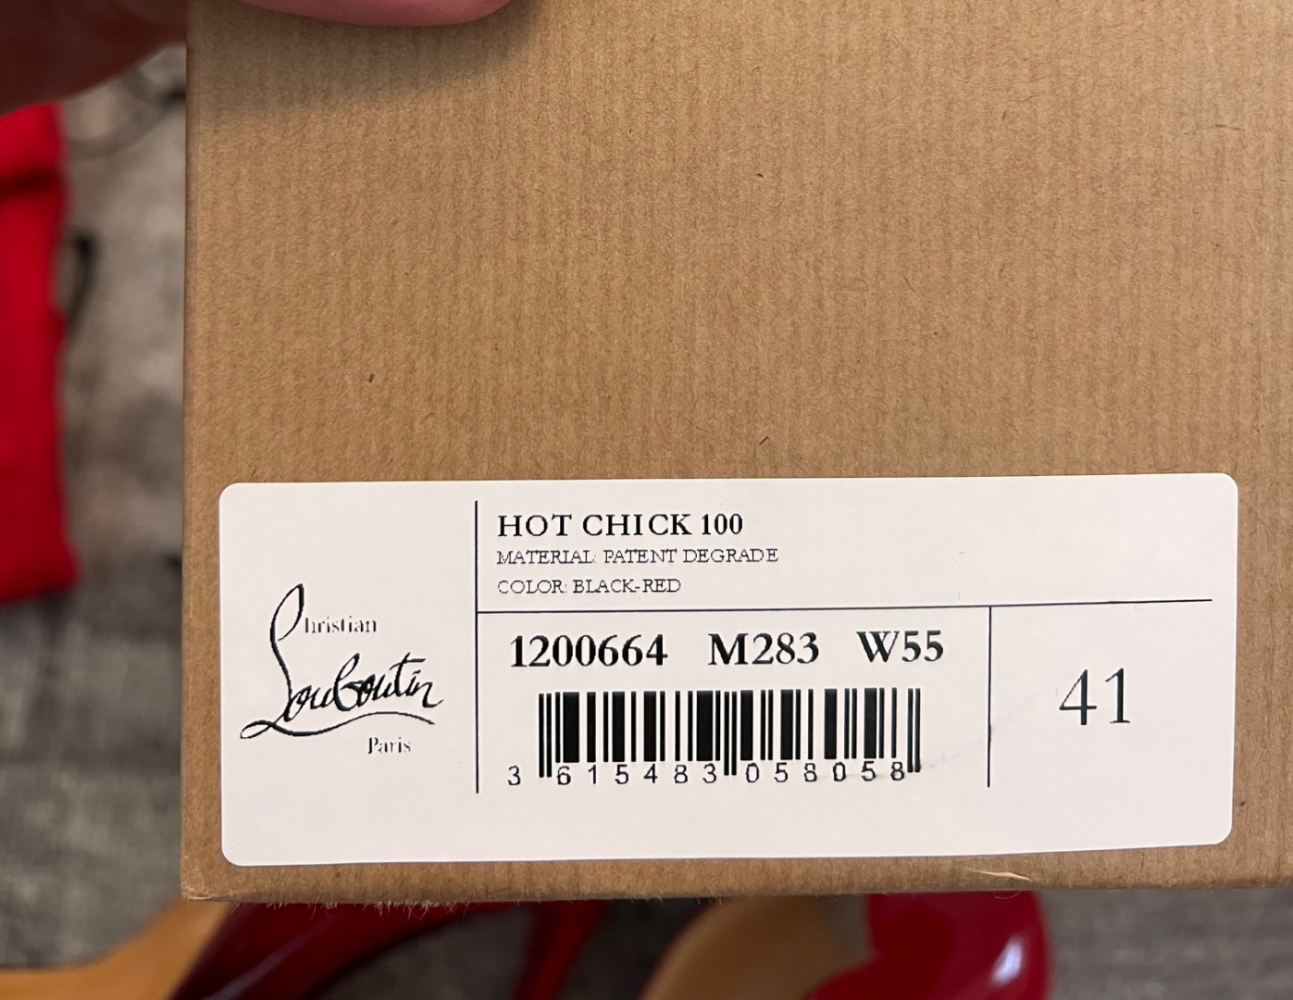 Christian
Louboutin
Paris
HOT CHICK 100
MATERIAL: PATENT DEGRADE
COLOR: BLACK-RED
1200664 M283 W55
3 615483 058058
41